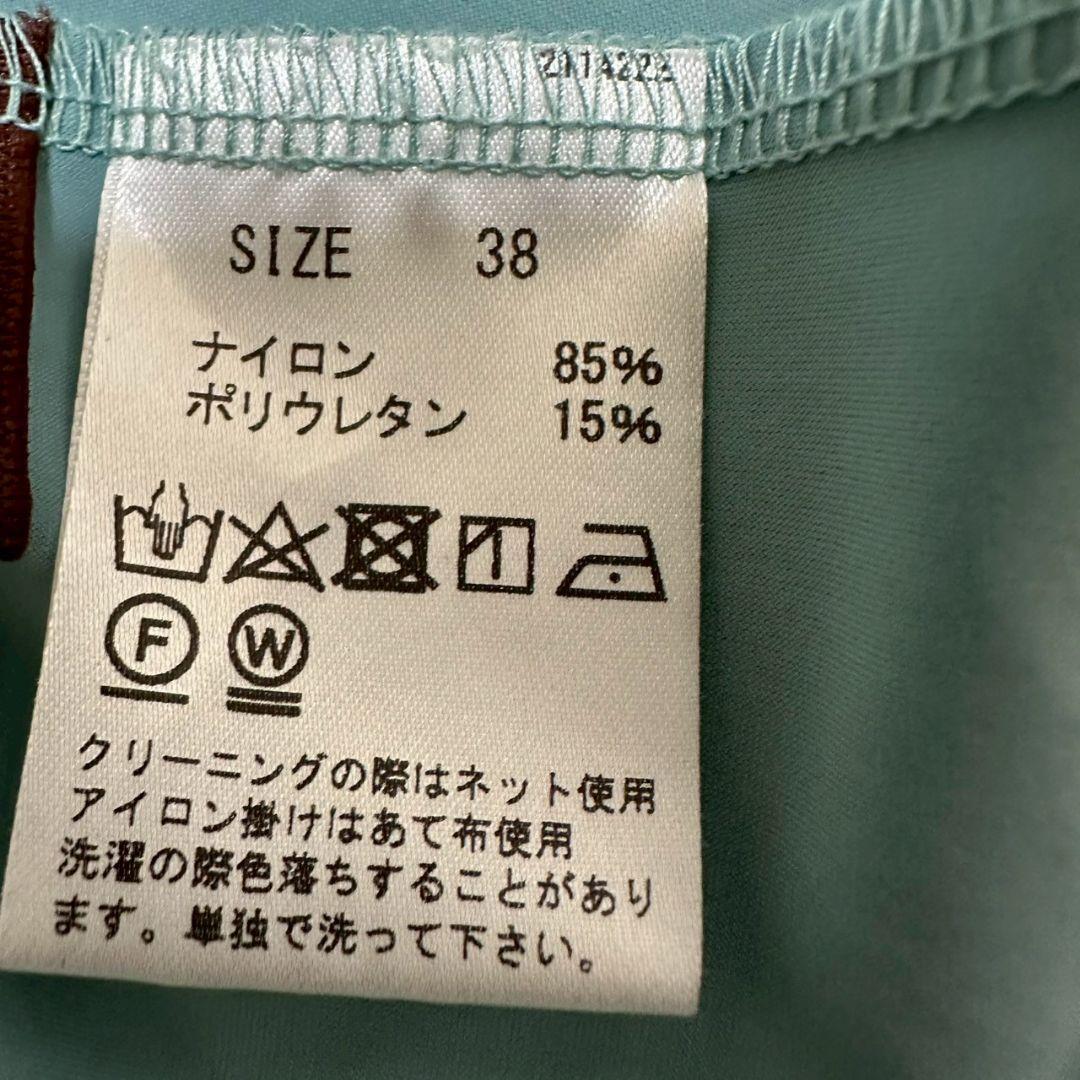 SIZE 38
ナイロン 85%
ポリウレタン 15%
F W
クリーニングの際はネット使用
アイロン掛けはあて布使用
洗濯の際色落ちすることがあり
ます。単独で洗って下さい。